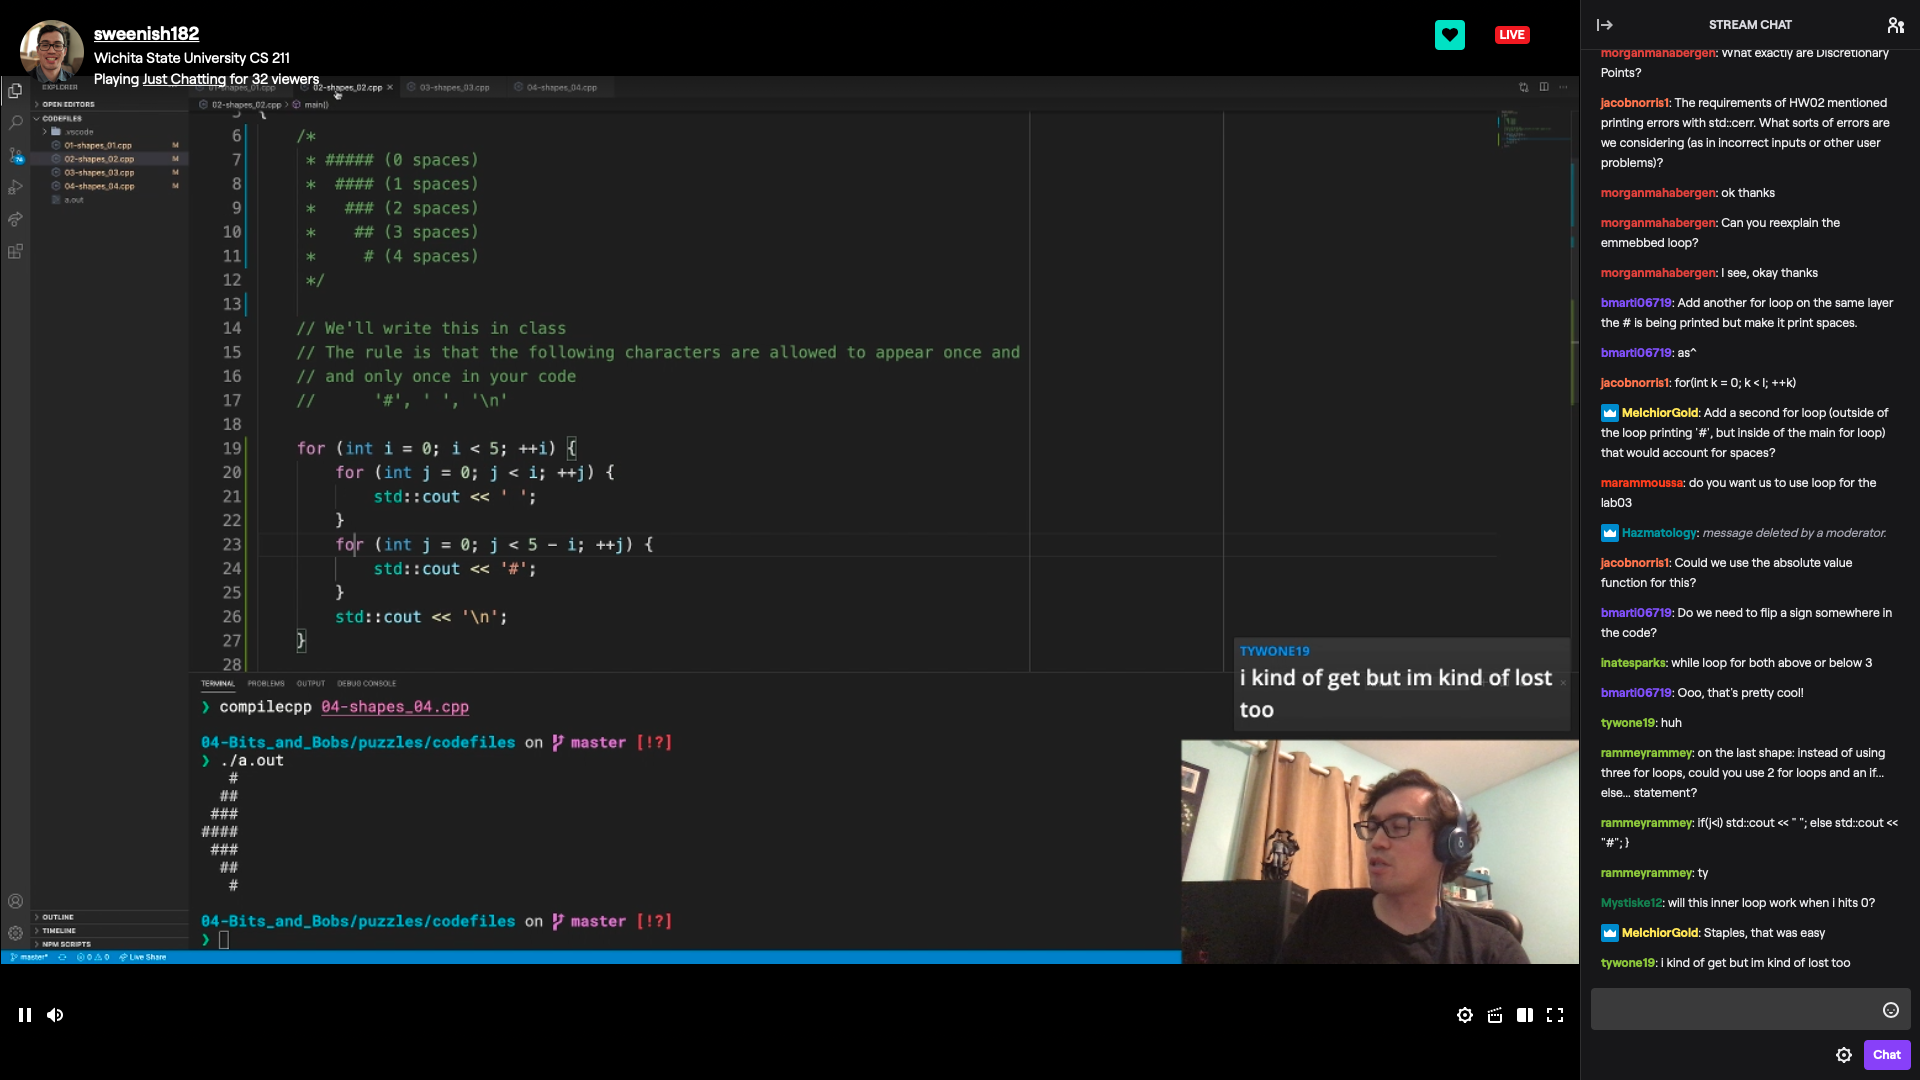 sweenish182
Wichita State University CS 211
Playing Just Chatting for 32 viewers
LIVE
EXPLORER
OPEN EDITORS
CODEFILES
.vscode
01-shapes_01.cpp M
02-shapes_02.cpp M
03-shapes_03.cpp M
04-shapes_04.cpp M
a.out
OUTLINE
TIMELINE
NPM SCRIPTS
01-shapes_01.cpp
02-shapes_02.cpp ×
03-shapes_03.cpp
04-shapes_04.cpp
02-shapes_02.cpp > main()
5 {
6 /*
7 * ##### (0 spaces)
8 *  #### (1 spaces)
9 *   ### (2 spaces)
10 *    ## (3 spaces)
11 *     # (4 spaces)
12 */
13
14 // We'll write this in class
15 // The rule is that the following characters are allowed to appear once and
16 // and only once in your code
17 //      '#', ' ', '\n'
18
19 for (int i = 0; i < 5; ++i) {
20     for (int j = 0; j < i; ++j) {
21         std::cout << ' ';
22     }
23     for (int j = 0; j < 5 - i; ++j) {
24         std::cout << '#';
25     }
26     std::cout << '\n';
27 }
28
TERMINAL PROBLEMS OUTPUT DEBUG CONSOLE
❯ compilecpp 04-shapes_04.cpp
04-Bits_and_Bobs/puzzles/codefiles on master [!?]
❯ ./a.out
   #
  ##
 ###
####
 ###
  ##
   #
04-Bits_and_Bobs/puzzles/codefiles on master [!?]
❯
master* 0 0 Live Share
TYWONE19
i kind of get but im kind of lost
too
STREAM CHAT
morganmahabergen: What exactly are Discretionary
Points?
jacobnorris1: The requirements of HW02 mentioned
printing errors with std::cerr. What sorts of errors are
we considering (as in incorrect inputs or other user
problems)?
morganmahabergen: ok thanks
morganmahabergen: Can you reexplain the
emmebbed loop?
morganmahabergen: I see, okay thanks
bmarti06719: Add another for loop on the same layer
the # is being printed but make it print spaces.
bmarti06719: as^
jacobnorris1: for(int k = 0; k < I; ++k)
MelchiorGold: Add a second for loop (outside of
the loop printing '#', but inside of the main for loop)
that would account for spaces?
marammoussa: do you want us to use loop for the
lab03
Hazmatology: message deleted by a moderator.
jacobnorris1: Could we use the absolute value
function for this?
bmarti06719: Do we need to flip a sign somewhere in
the code?
inatesparks: while loop for both above or below 3
bmarti06719: Ooo, that's pretty cool!
tywone19: huh
rammeyrammey: on the last shape: instead of using
three for loops, could you use 2 for loops and an if...
else... statement?
rammeyrammey: if(j<i) std::cout << " "; else std::cout <<
"#";}
rammeyrammey: ty
Mystiske12: will this inner loop work when i hits 0?
MelchiorGold: Staples, that was easy
tywone19: i kind of get but im kind of lost too
Chat